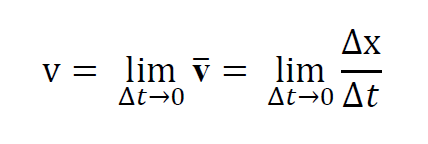 v = lim Δt→0 v̄ = lim Δt→0 Δx/Δt